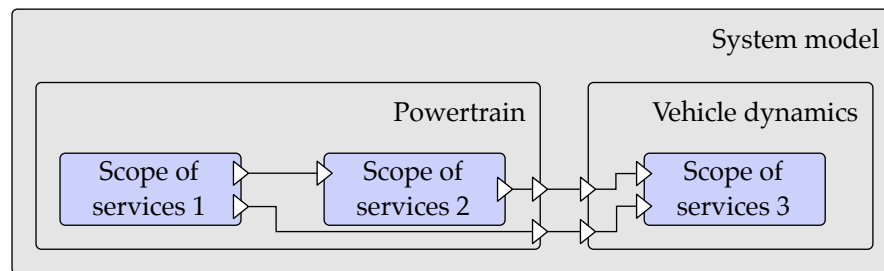 System model
Powertrain
Vehicle dynamics
Scope of
services 1
Scope of
services 2
Scope of
services 3